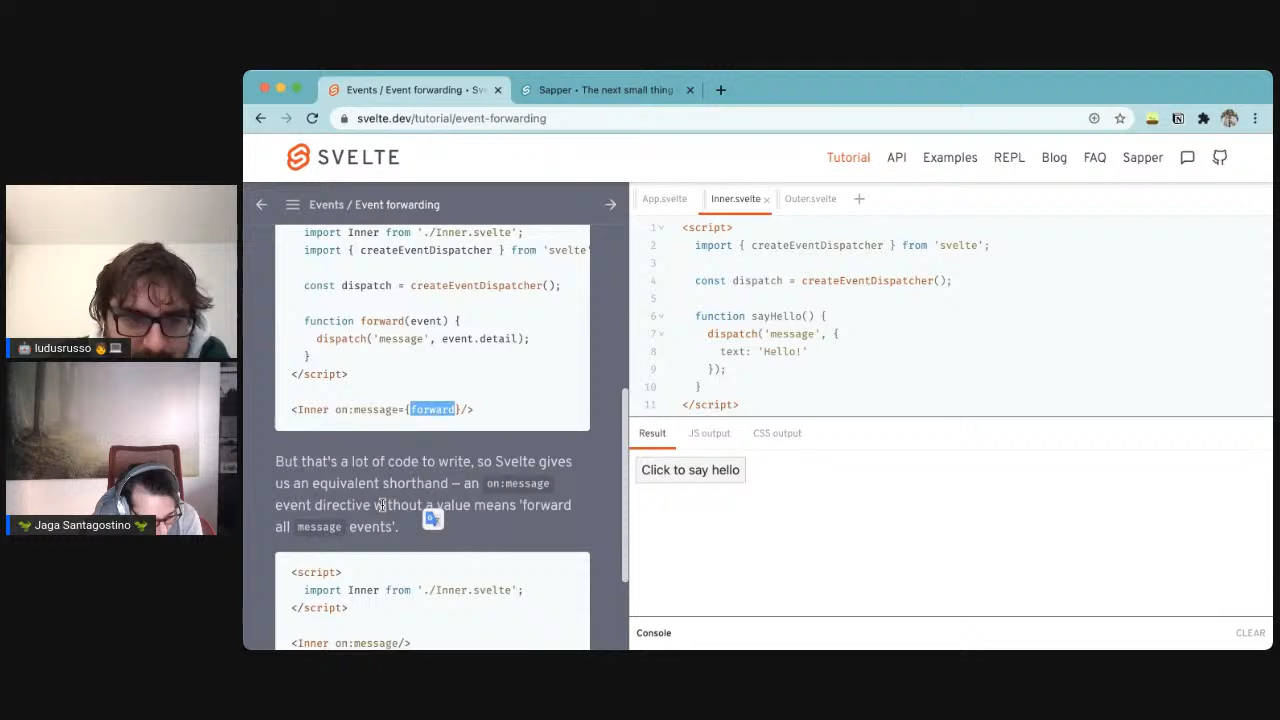 Events / Event forwarding • Sve
Sapper • The next small thing
svelte.dev/tutorial/event-forwarding
SVELTE
Tutorial API Examples REPL Blog FAQ Sapper
Events / Event forwarding
import Inner from './Inner.svelte';
import { createEventDispatcher } from 'svelte'
const dispatch = createEventDispatcher();
function forward(event) {
dispatch('message', event.detail);
}
</script>
<Inner on:message={forward}/>
But that's a lot of code to write, so Svelte gives
us an equivalent shorthand — an on:message
event directive without a value means 'forward
all message events'.
<script>
import Inner from './Inner.svelte';
</script>
<Inner on:message/>
App.svelte Inner.svelte Outer.svelte
1 <script>
2 import { createEventDispatcher } from 'svelte';
3
4 const dispatch = createEventDispatcher();
5
6 function sayHello() {
7 dispatch('message', {
8 text: 'Hello!'
9 });
10 }
11 </script>
Result JS output CSS output
Click to say hello
Console CLEAR
ludusrusso
Jaga Santagostino